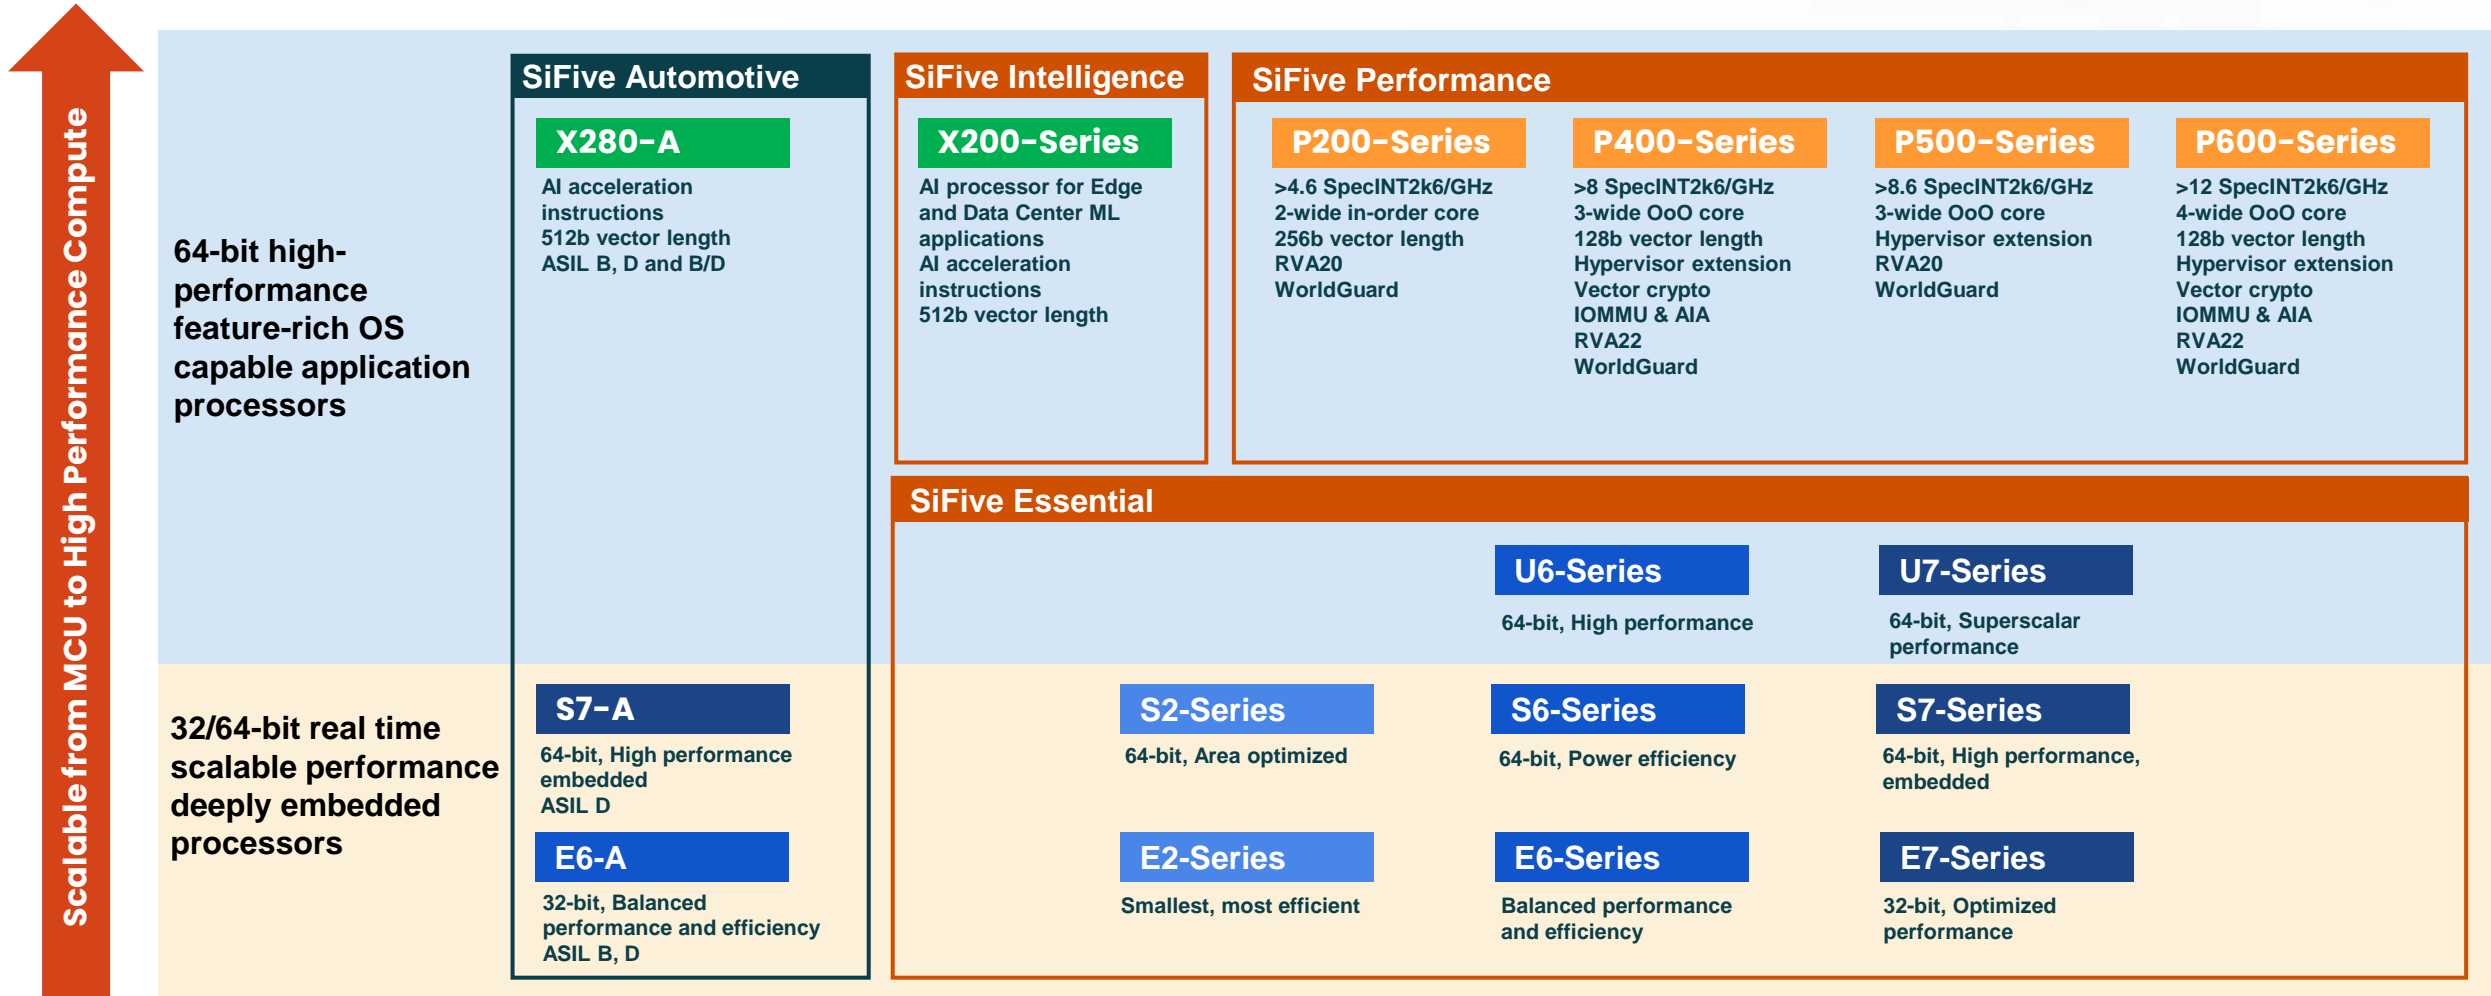 Scalable from MCU to High Performance Compute
64-bit high-
performance
feature-rich OS
capable application
processors
32/64-bit real time
scalable performance
deeply embedded
processors
SiFive Automotive
X280-A
AI acceleration
instructions
512b vector length
ASIL B, D and B/D
S7-A
64-bit, High performance
embedded
ASIL D
E6-A
32-bit, Balanced
performance and efficiency
ASIL B, D
SiFive Intelligence
X200-Series
AI processor for Edge
and Data Center ML
applications
AI acceleration
instructions
512b vector length
SiFive Performance
P200-Series
>4.6 SpecINT2k6/GHz
2-wide in-order core
256b vector length
RVA20
WorldGuard
P400-Series
>8 SpecINT2k6/GHz
3-wide OoO core
128b vector length
Hypervisor extension
Vector crypto
IOMMU & AIA
RVA22
WorldGuard
P500-Series
>8.6 SpecINT2k6/GHz
3-wide OoO core
Hypervisor extension
RVA20
WorldGuard
P600-Series
>12 SpecINT2k6/GHz
4-wide OoO core
128b vector length
Hypervisor extension
Vector crypto
IOMMU & AIA
RVA22
WorldGuard
SiFive Essential
U6-Series
64-bit, High performance
U7-Series
64-bit, Superscalar
performance
S2-Series
64-bit, Area optimized
S6-Series
64-bit, Power efficiency
S7-Series
64-bit, High performance,
embedded
E2-Series
Smallest, most efficient
E6-Series
Balanced performance
and efficiency
E7-Series
32-bit, Optimized
performance